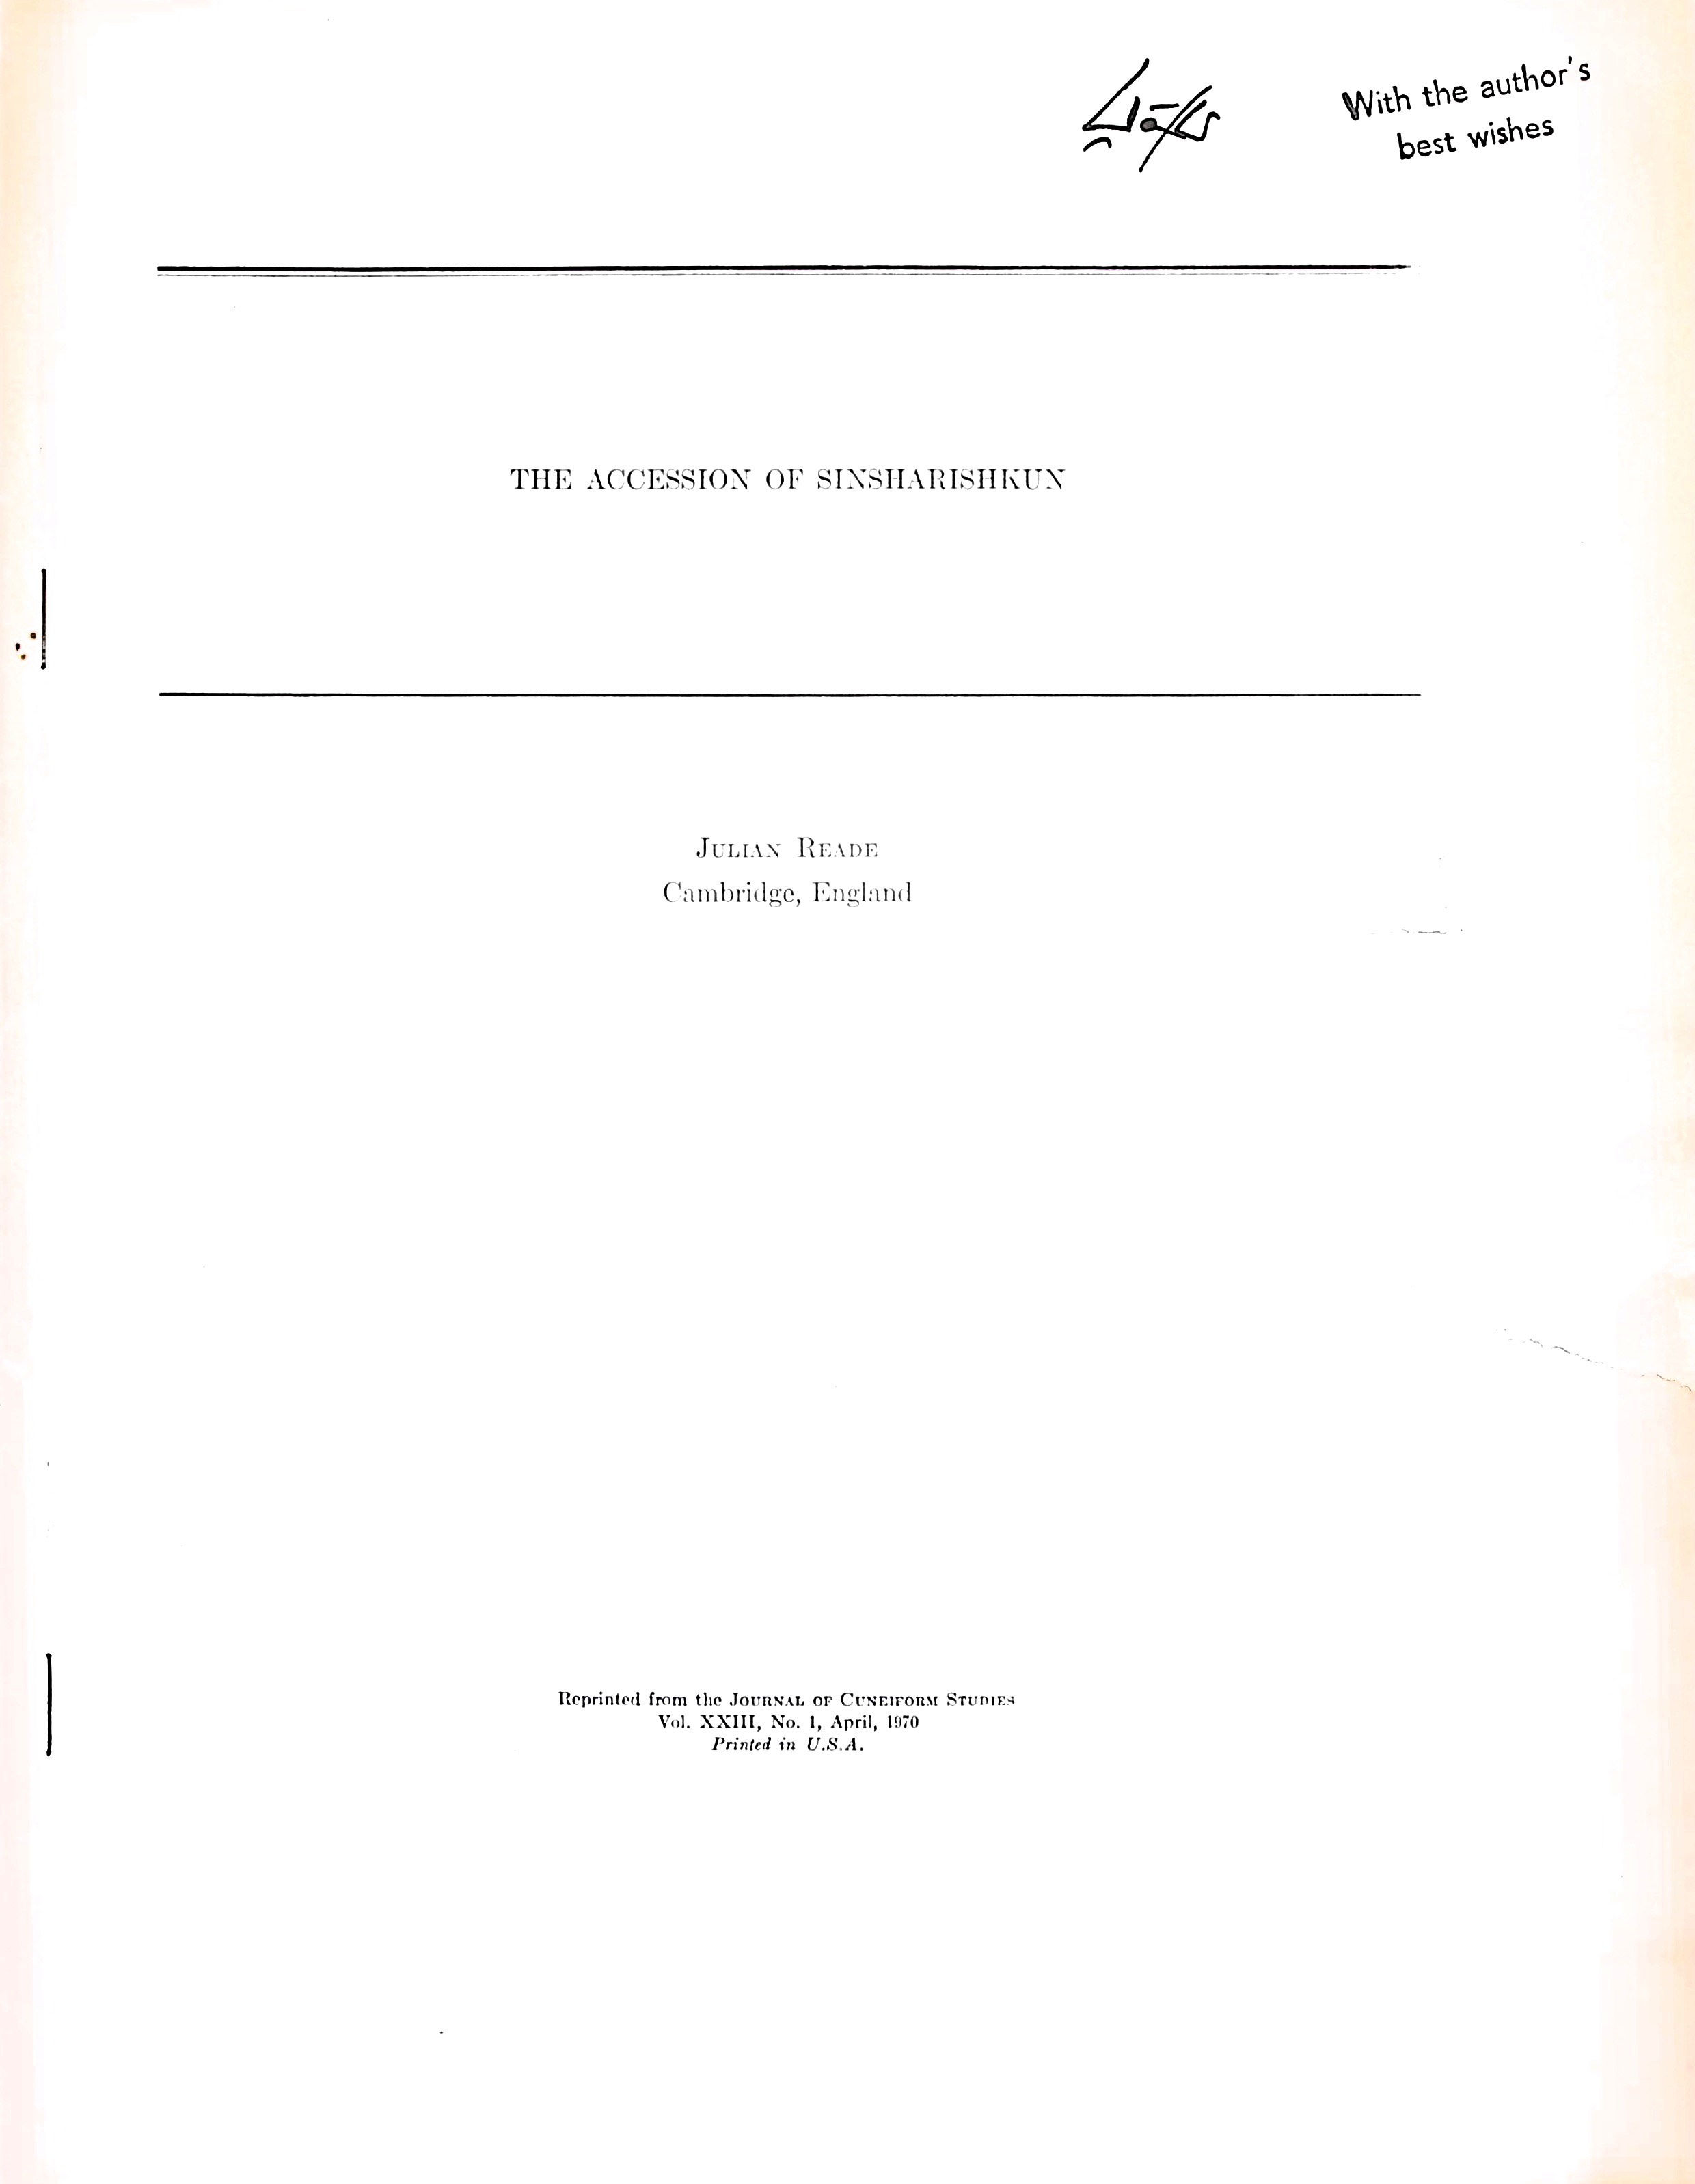 With the author's
best wishes
THE ACCESSION OF SINSHARISHKUN
JULIAN READE
Cambridge, England
Reprinted from the JOURNAL OF CUNEIFORM STUDIES
Vol. XXIII, No. 1, April, 1970
Printed in U.S.A.